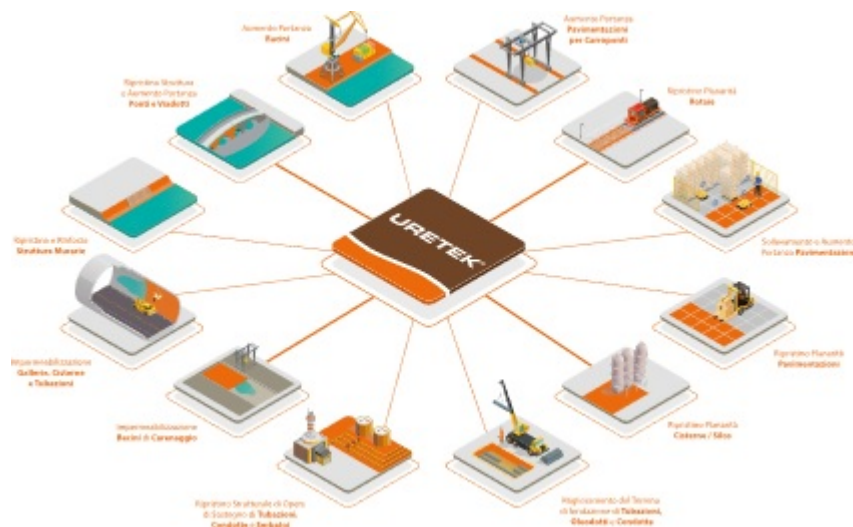 Aumento Portanza
Bacini
Aumento Portanza
Pavimentazioni
per Carroponti
Ripristino Struttura
e Aumento Portanza
Ponti e Viadotti
Ripristino Planarità
Rotaie
URETEK®
Ripristino e Rinforzo
Strutture Murarie
Sollevamento e Aumento
Portanza Pavimentazioni
Impermeabilizzazione
Gallerie, Cisterne
e Tubazioni
Ripristino Planarità
Pavimentazioni
Impermeabilizzazione
Bacini di Carenaggio
Ripristino Planarità
Cisterne / Silos
Ripristino Strutturale di Opere
di Sostegno di Tubazioni,
Condotte e Serbatoi
Miglioramento del Terreno
di fondazione di Tubazioni,
Oleodotti e Condotte